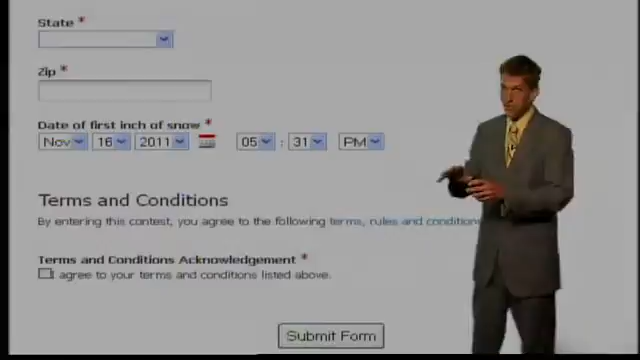 State *
Zip *
Date of first inch of snow *
Nov 16 2011 05 : 31 PM
Terms and Conditions
By entering this contest, you agree to the following terms, rules and condition
Terms and Conditions Acknowledgement *
I agree to your terms and conditions listed above.
Submit Form